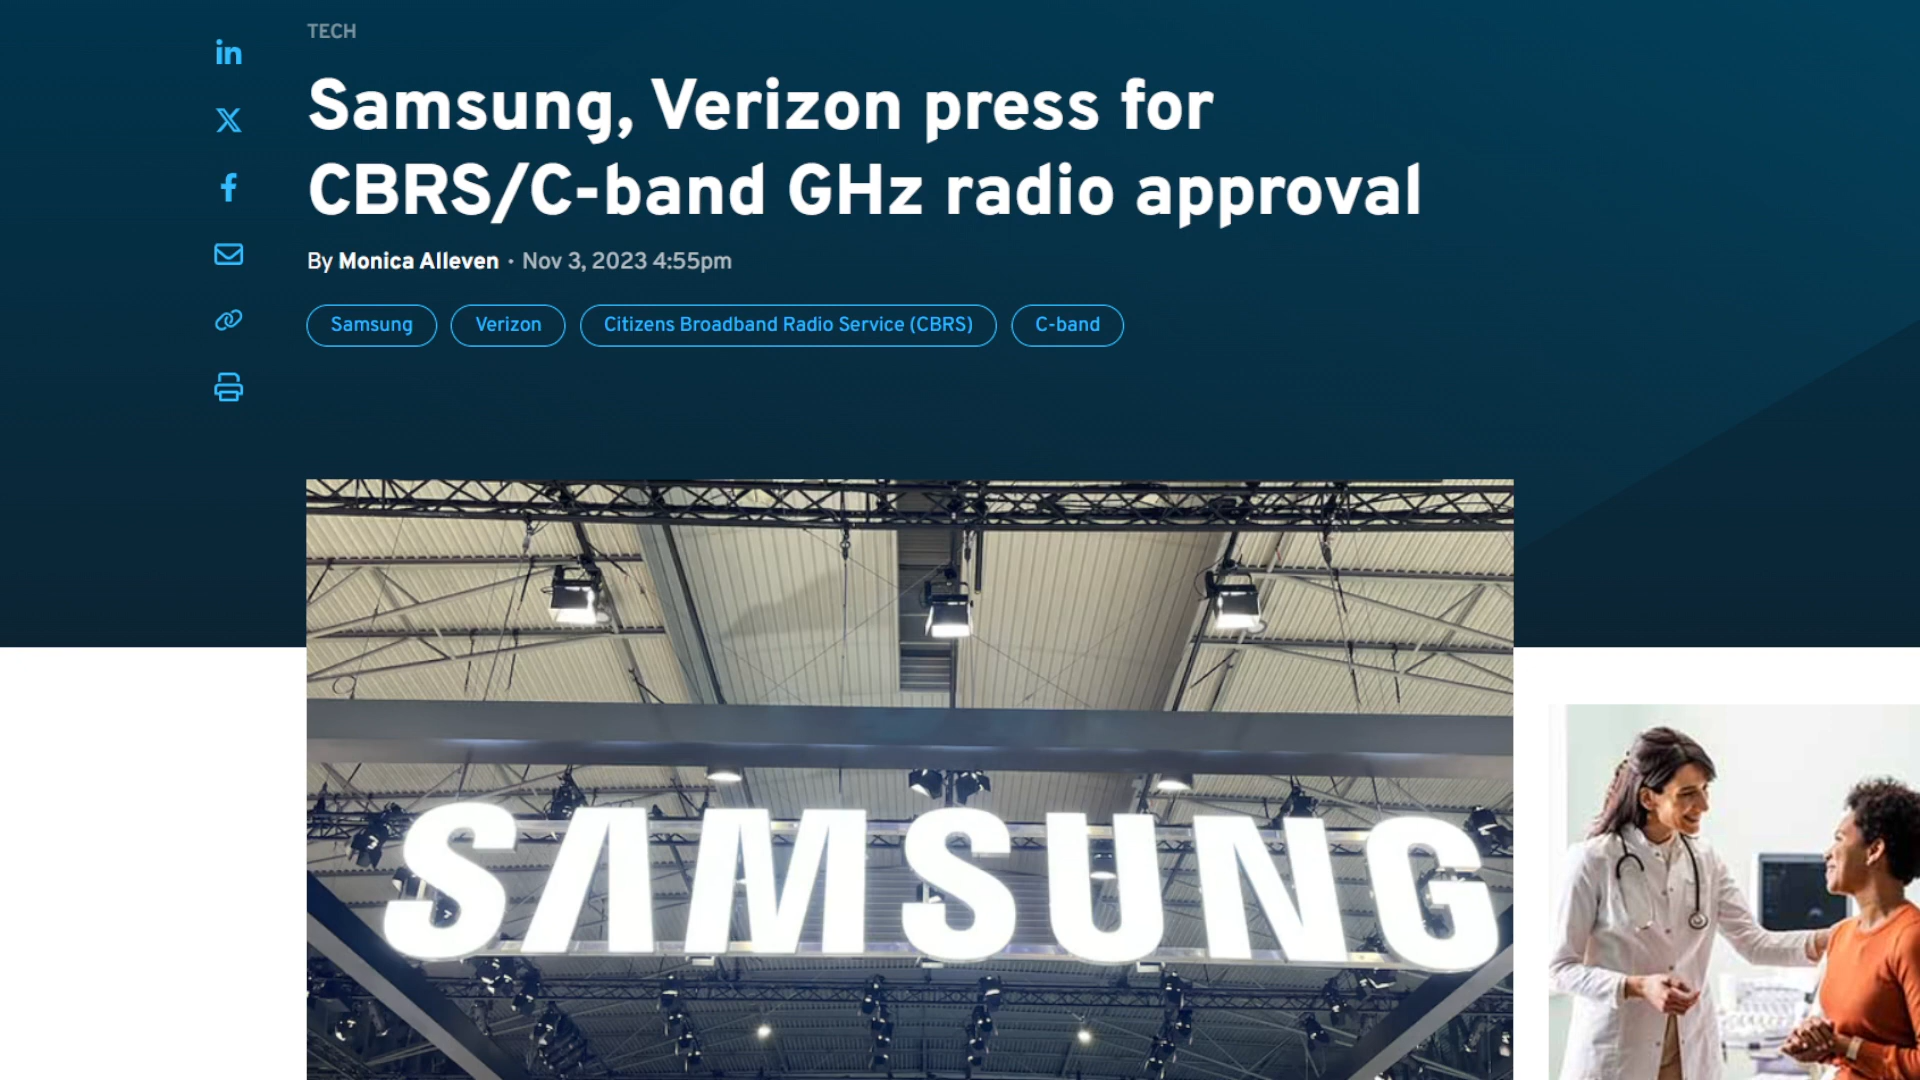 TECH
Samsung, Verizon press for
CBRS/C-band GHz radio approval
By Monica Alleven · Nov 3, 2023 4:55pm
Samsung Verizon Citizens Broadband Radio Service (CBRS) C-band
SAMSUNG